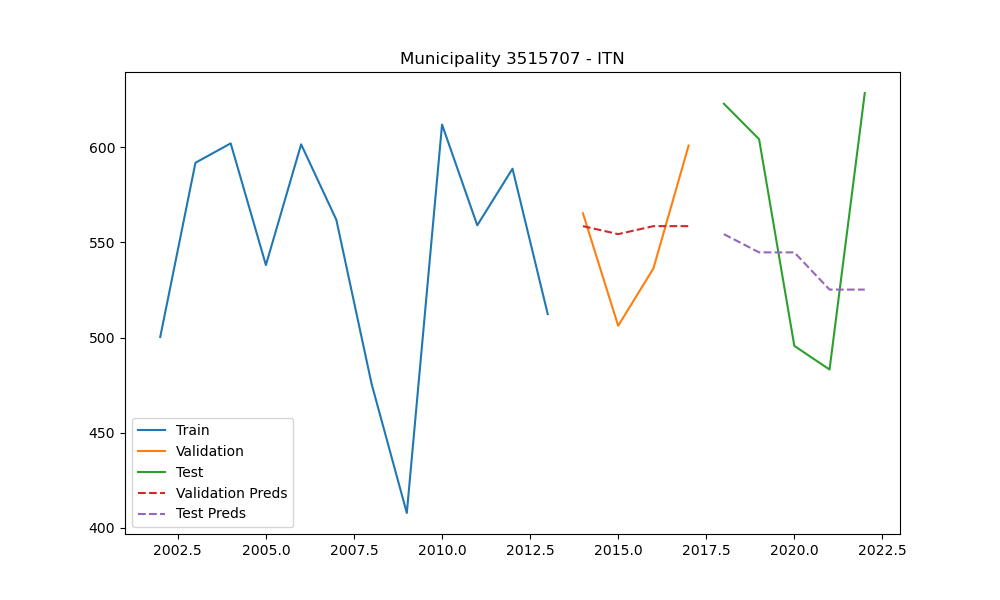 Municipality 3515707 - ITN
600
550
500
450
400
Train
Validation
Test
Validation Preds
Test Preds
2002.5 2005.0 2007.5 2010.0 2012.5 2015.0 2017.5 2020.0 2022.5